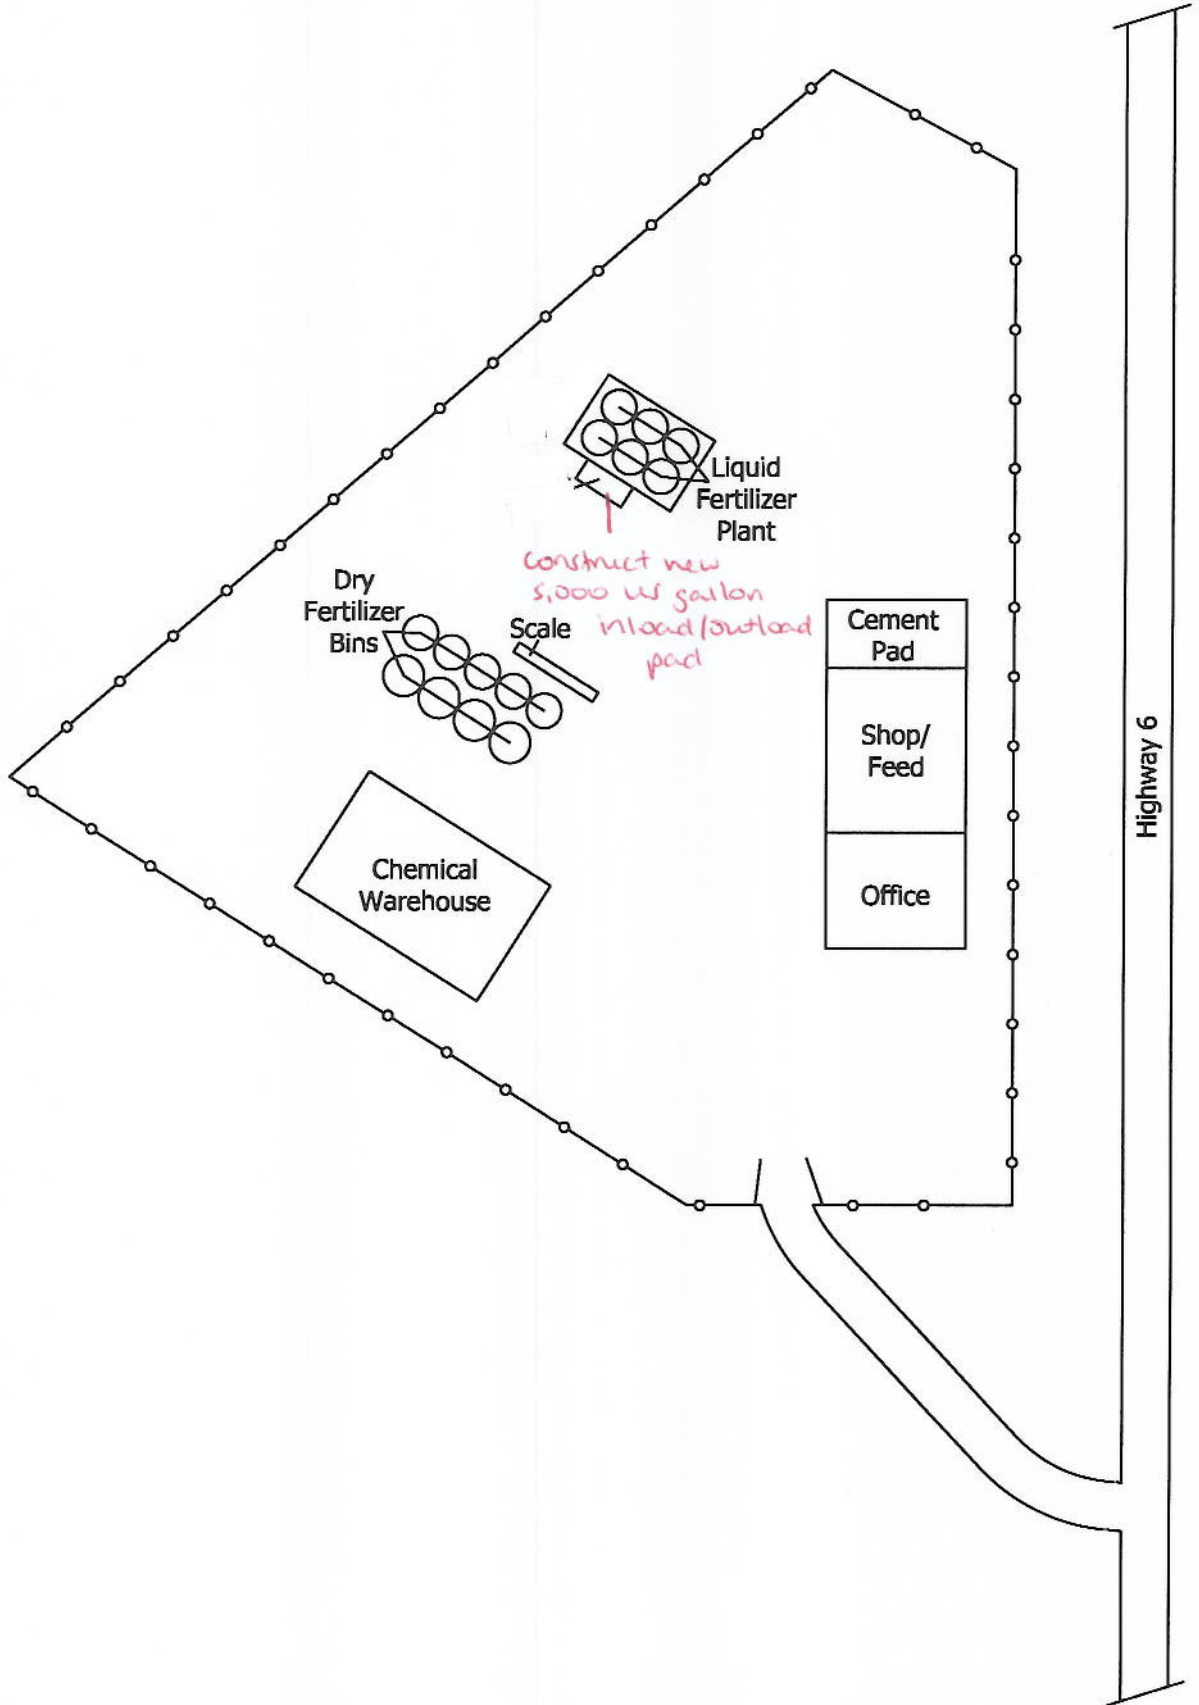 Liquid
Fertilizer
Plant
construct new
5,000 US gallon
inload/outload
pad
Dry
Fertilizer
Bins
Scale
Cement
Pad
Shop/
Feed
Office
Chemical
Warehouse
Highway 6